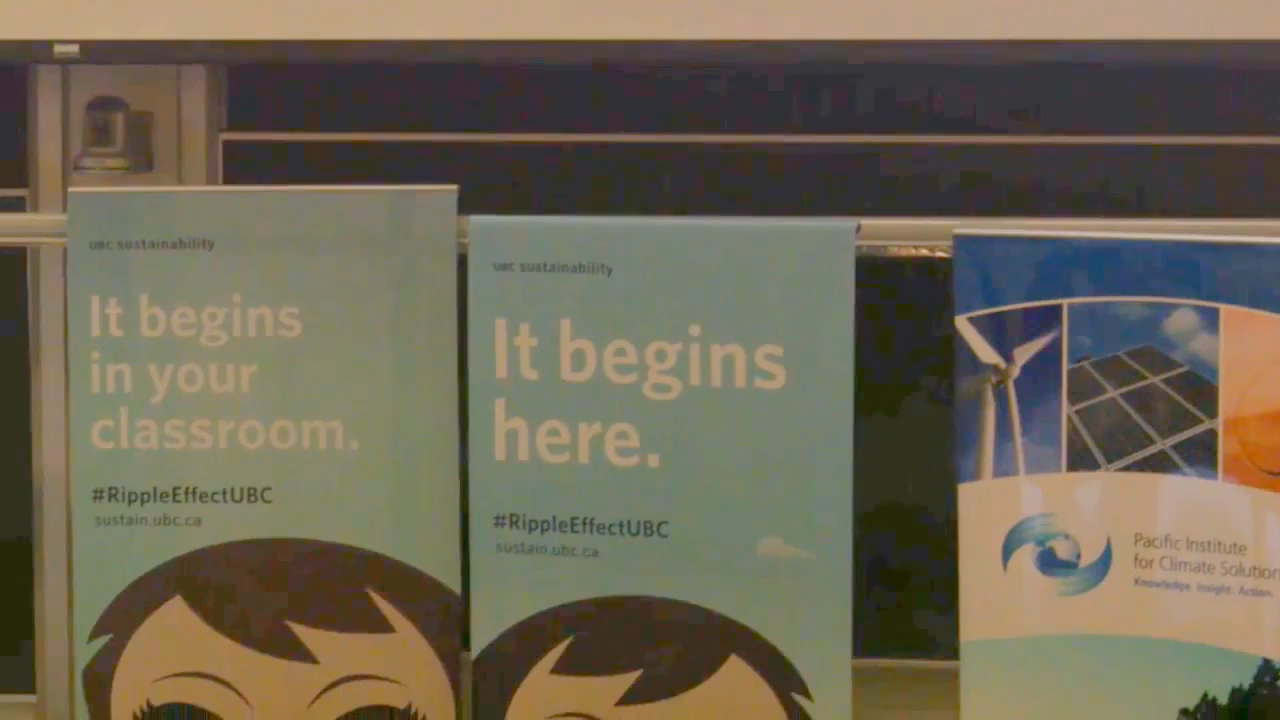 ubc sustainability
It begins
in your
classroom.
#RippleEffectUBC
sustain.ubc.ca
ubc sustainability
It begins
here.
#RippleEffectUBC
sustain.ubc.ca
Pacific Institute
for Climate Solution
Knowledge. Insight. Action.